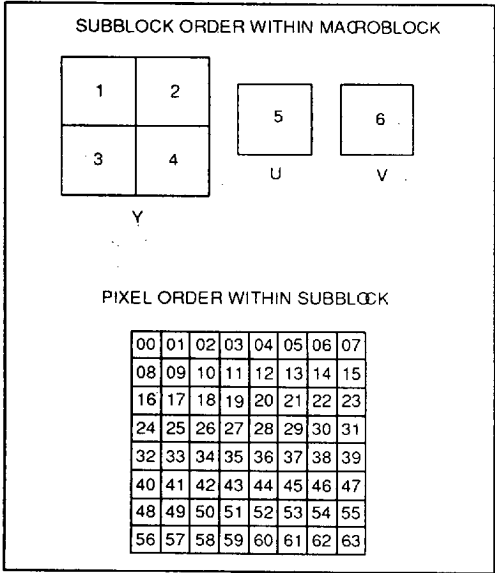 SUBBLOCK ORDER WITHIN MACROBLOCK
1 2
5 6
3 4
U V
Y
PIXEL ORDER WITHIN SUBBLOCK
00 01 02 03 04 05 06 07
08 09 10 11 12 13 14 15
16 17 18 19 20 21 22 23
24 25 26 27 28 29 30 31
32 33 34 35 36 37 38 39
40 41 42 43 44 45 46 47
48 49 50 51 52 53 54 55
56 57 58 59 60 61 62 63